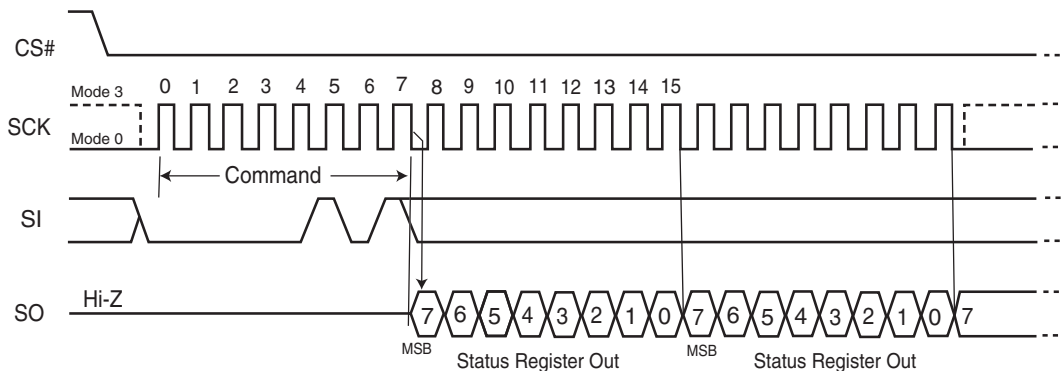 CS#
Mode 3
0 1 2 3 4 5 6 7 8 9 10 11 12 13 14 15
SCK
Mode 0
Command
SI
Hi-Z
SO
7 6 5 4 3 2 1 0 7 6 5 4 3 2 1 0 7
MSB Status Register Out MSB Status Register Out